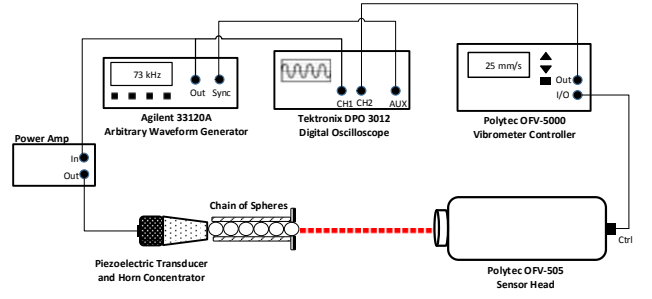 73 kHz
Out Sync
Agilent 33120A
Arbitrary Waveform Generator
CH1 CH2 AUX
Tektronix DPO 3012
Digital Oscilloscope
25 mm/s
Out
I/O
Polytec OFV-5000
Vibrometer Controller
Power Amp
In
Out
Chain of Spheres
Piezoelectric Transducer
and Horn Concentrator
Ctrl
Polytec OFV-505
Sensor Head